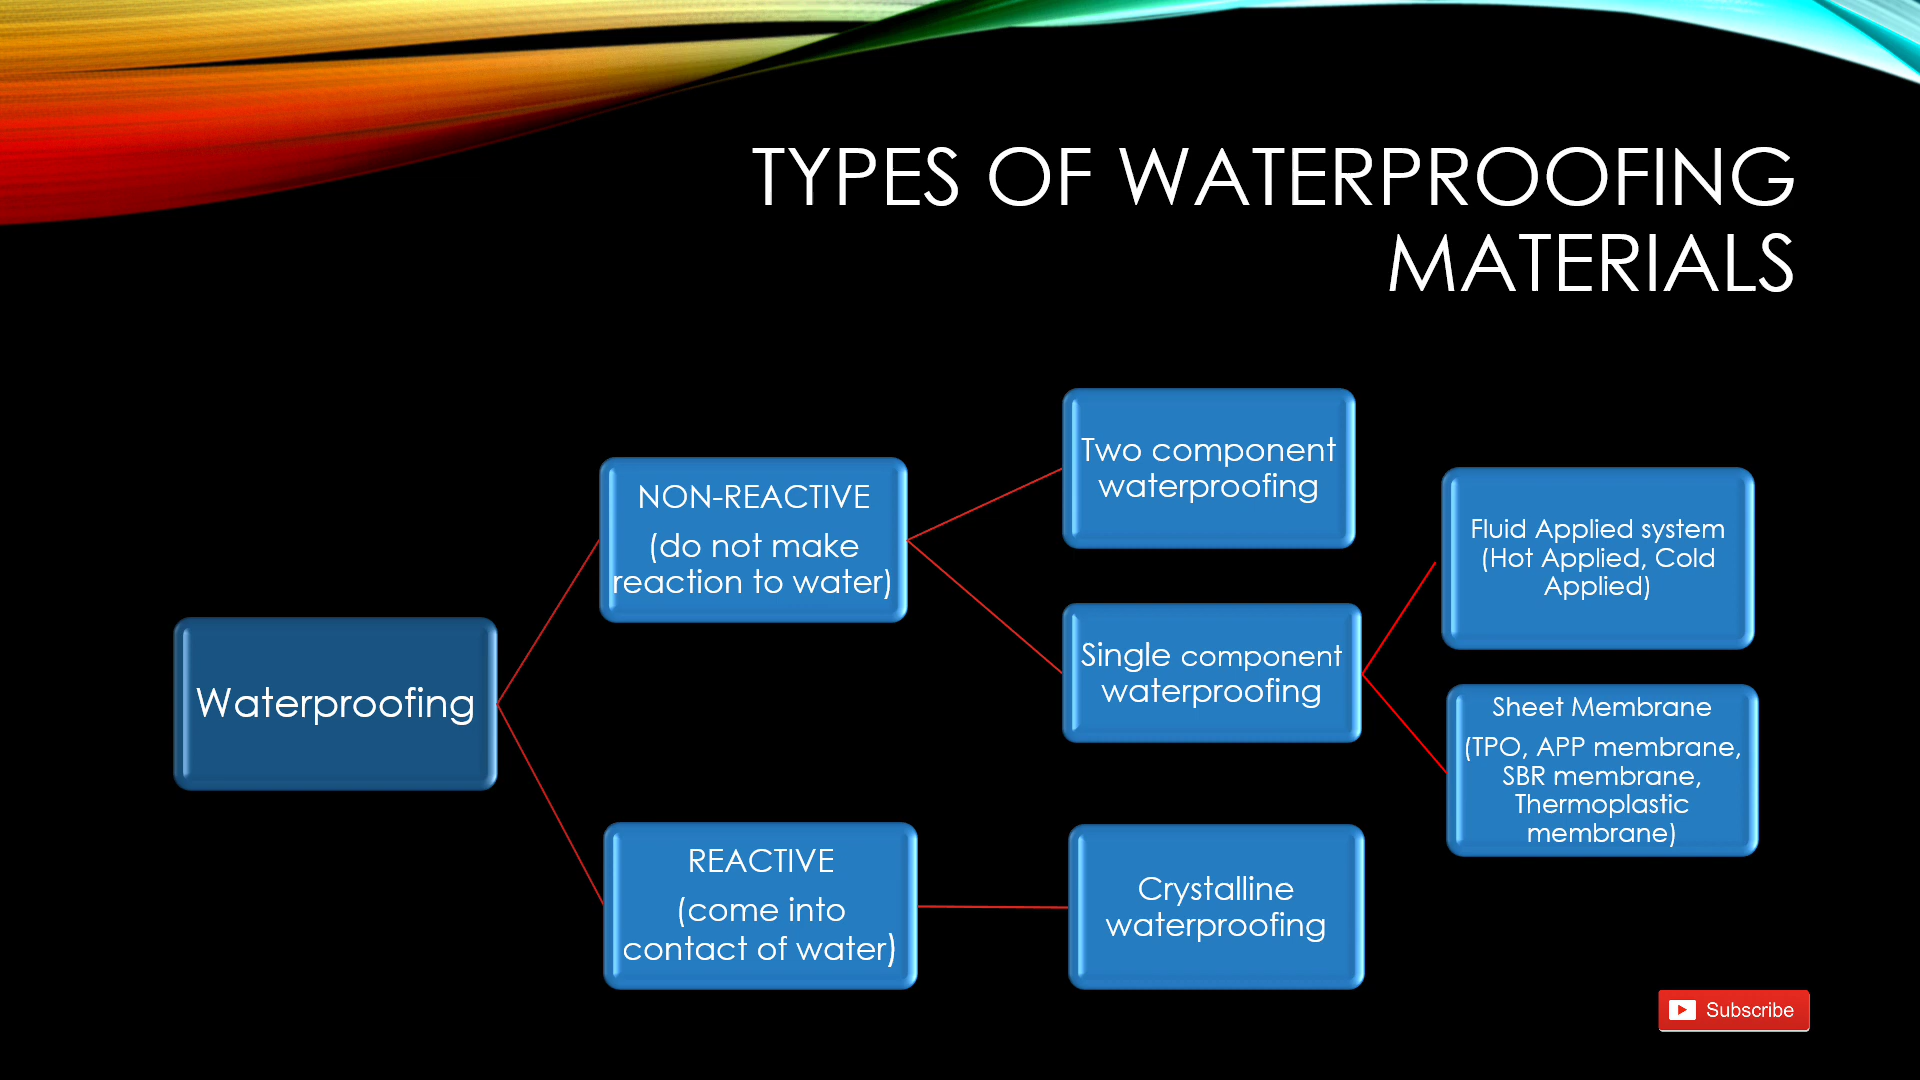 TYPES OF WATERPROOFING
MATERIALS
Waterproofing
NON-REACTIVE
(do not make
reaction to water)
REACTIVE
(come into
contact of water)
Two component
waterproofing
Single component
waterproofing
Crystalline
waterproofing
Fluid Applied system
(Hot Applied, Cold
Applied)
Sheet Membrane
(TPO, APP membrane,
SBR membrane,
Thermoplastic
membrane)
Subscribe